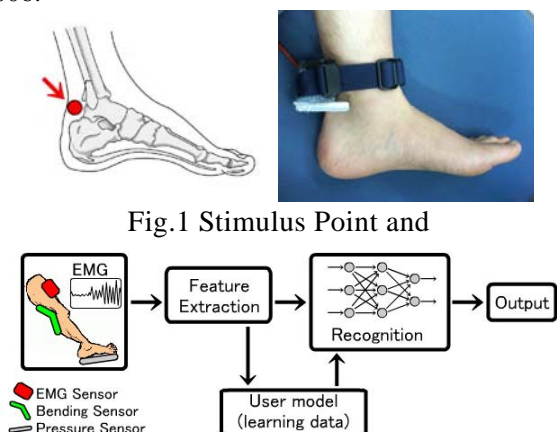 Fig.1 Stimulus Point and
EMG
Feature
Extraction
Recognition
Output
User model
(learning data)
EMG Sensor
Bending Sensor
Pressure Sensor